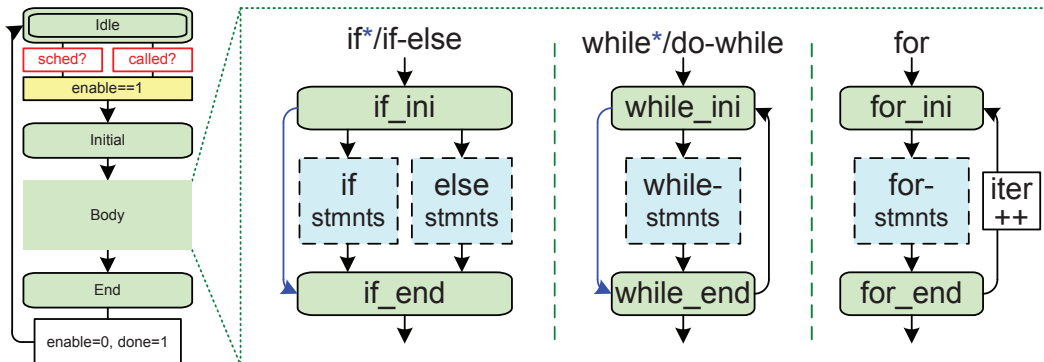 Idle
sched?
called?
enable==1
Initial
Body
End
enable=0, done=1
if*/if-else
if_ini
if
stmnts
else
stmnts
if_end
while*/do-while
while_ini
while-
stmnts
while_end
for
for_ini
for-
stmnts
iter
++
for_end